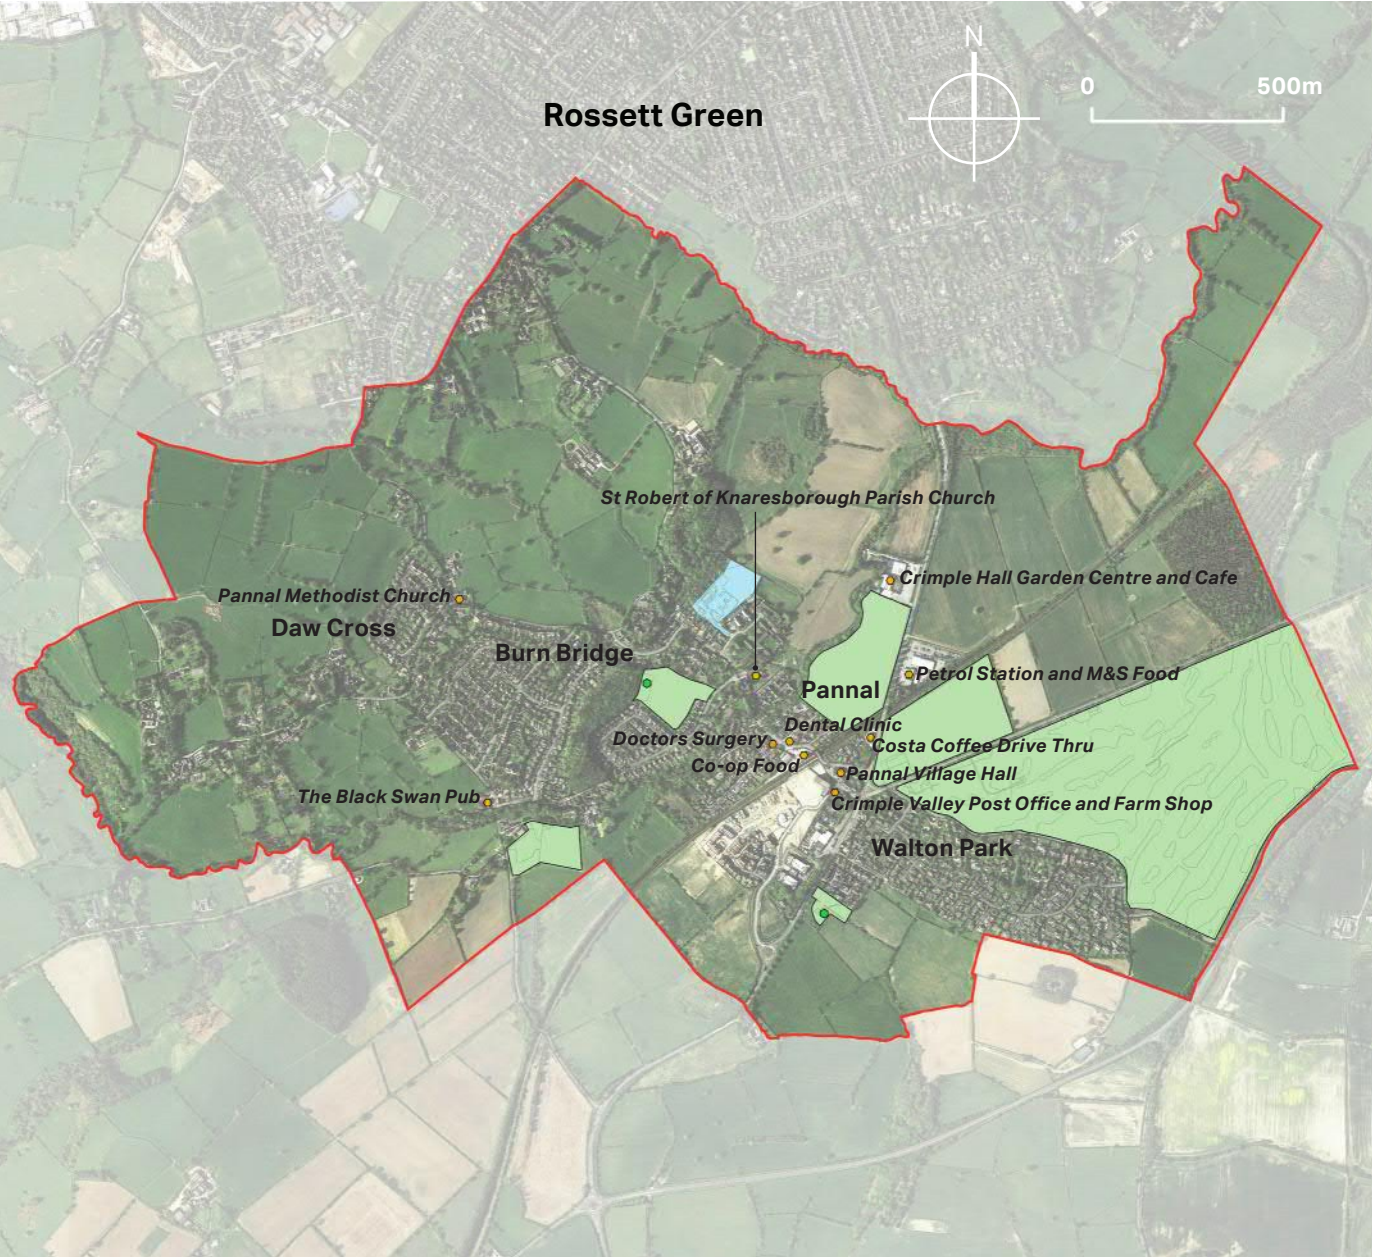 N
0 500m
Rossett Green
St Robert of Knaresborough Parish Church
Crimple Hall Garden Centre and Cafe
Pannal Methodist Church
Daw Cross
Burn Bridge
Petrol Station and M&S Food
Pannal
Dental Clinic
Doctors Surgery
Costa Coffee Drive Thru
Co-op Food
Pannal Village Hall
The Black Swan Pub
Crimple Valley Post Office and Farm Shop
Walton Park